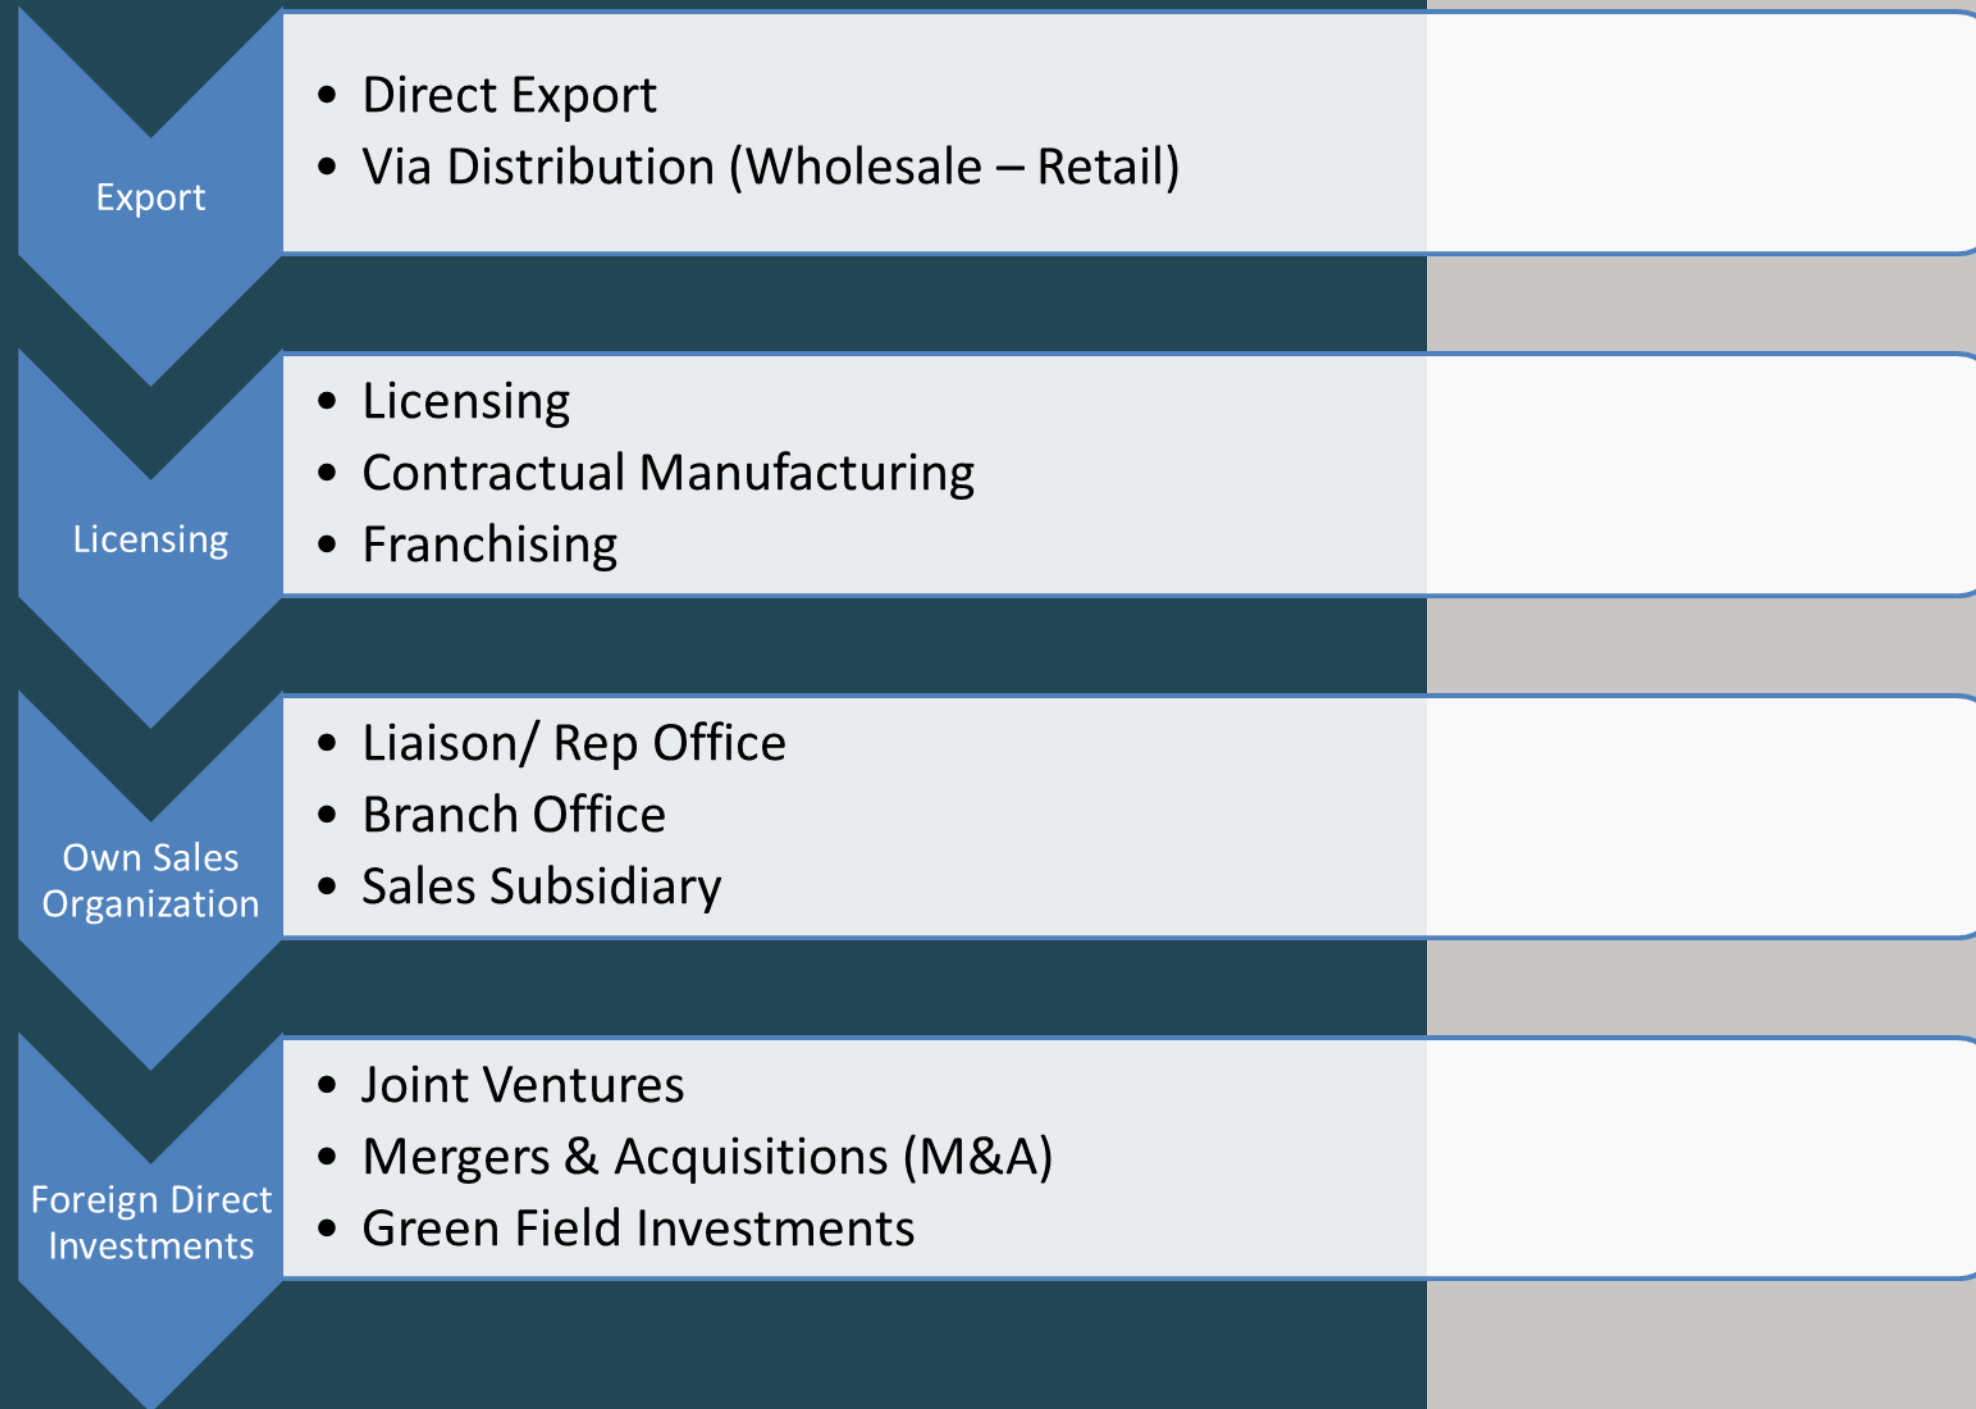 Export
• Direct Export
• Via Distribution (Wholesale – Retail)
Licensing
• Licensing
• Contractual Manufacturing
• Franchising
Own Sales
Organization
• Liaison/ Rep Office
• Branch Office
• Sales Subsidiary
Foreign Direct
Investments
• Joint Ventures
• Mergers & Acquisitions (M&A)
• Green Field Investments